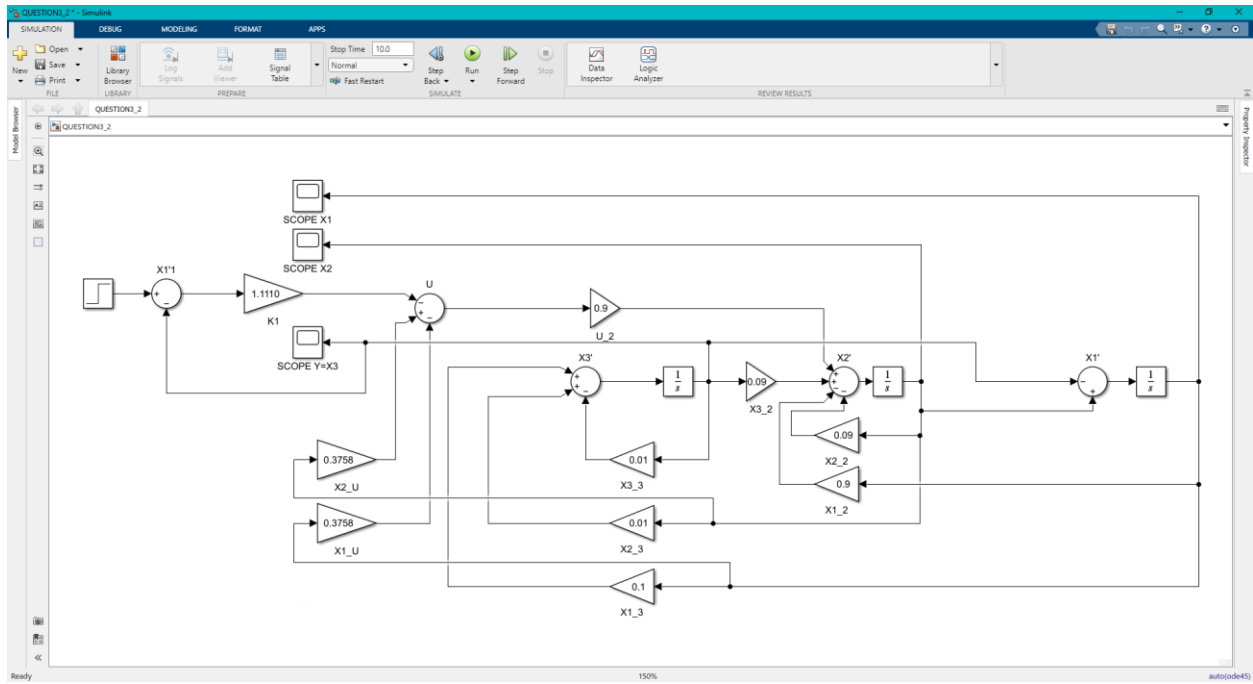 QUESTION3_2 * - Simulink
SIMULATION DEBUG MODELING FORMAT APPS
New
Open
Save
Print
FILE
Library Browser
LIBRARY
Log Signals
Add Viewer
Signal Table
PREPARE
Stop Time 10.0
Normal
Fast Restart
Step Back
Run
Step Forward
Stop
SIMULATE
Data Inspector
Logic Analyzer
REVIEW RESULTS
Model Browser
QUESTION3_2
QUESTION3_2
Property Inspector
SCOPE X1
SCOPE X2
X1'1
1.1110
K1
U
0.9
U_2
SCOPE Y=X3
X3'
1
s
0.09
X3_2
X2'
1
s
X1'
1
s
0.09
X2_2
0.3758
X2_U
0.01
X3_3
0.9
X1_2
0.3758
X1_U
0.01
X2_3
0.1
X1_3
Ready
150%
auto(ode45)